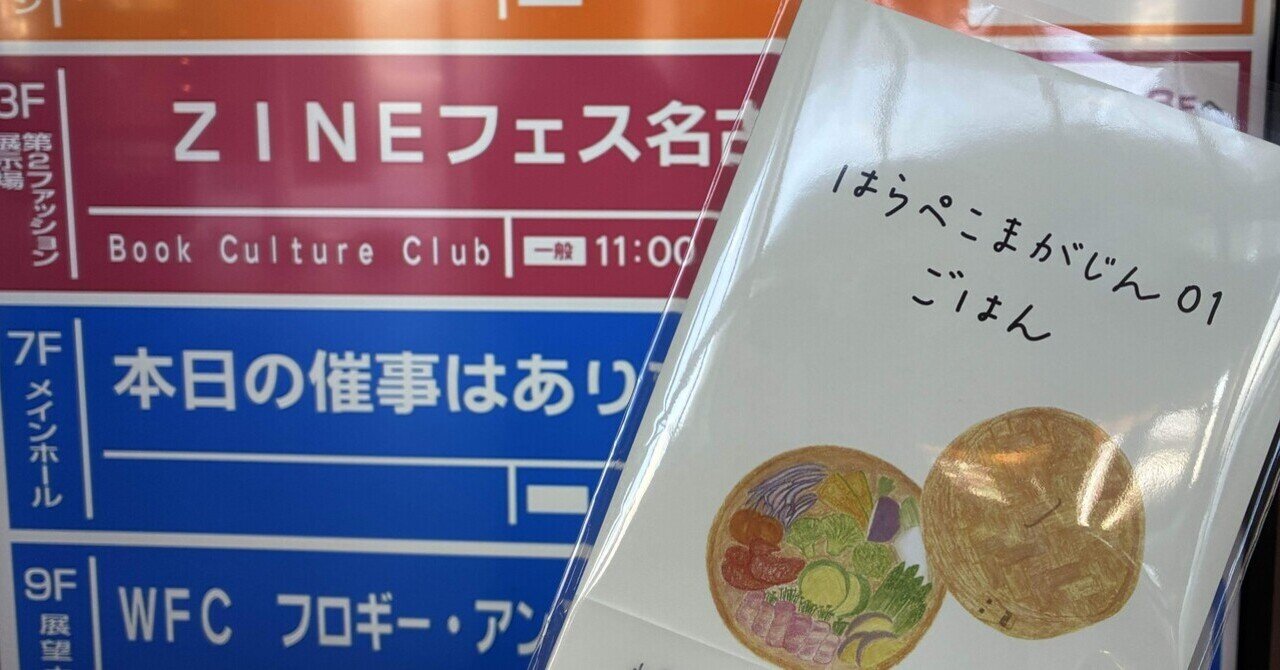 3F
第2ファッション
展示場
ZINEフェス名古
Book Culture Club
一般 11:00
7F
メインホール
本日の催事はあり
9F
展望
WFC フロギー・アン
はらぺこまがじん 01
ごはん